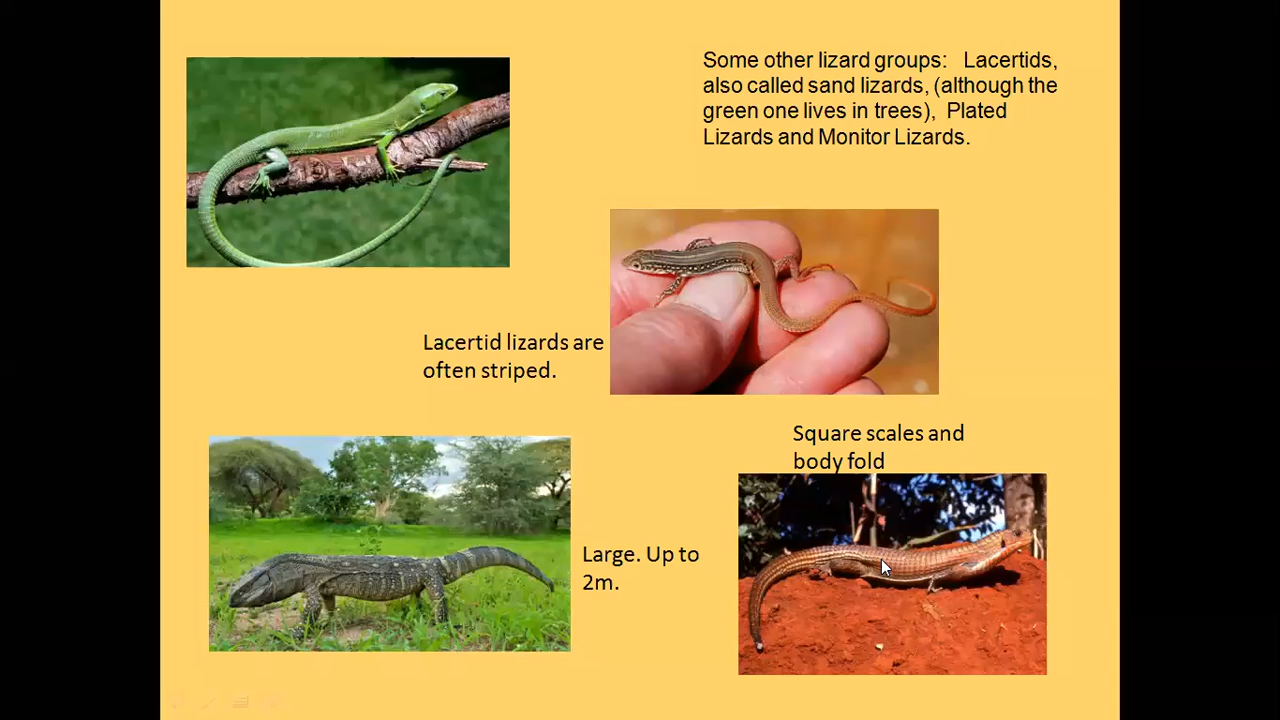 Some other lizard groups:   Lacertids,
also called sand lizards, (although the
green one lives in trees),  Plated
Lizards and Monitor Lizards.
Lacertid lizards are
often striped.
Square scales and
body fold
Large. Up to
2m.